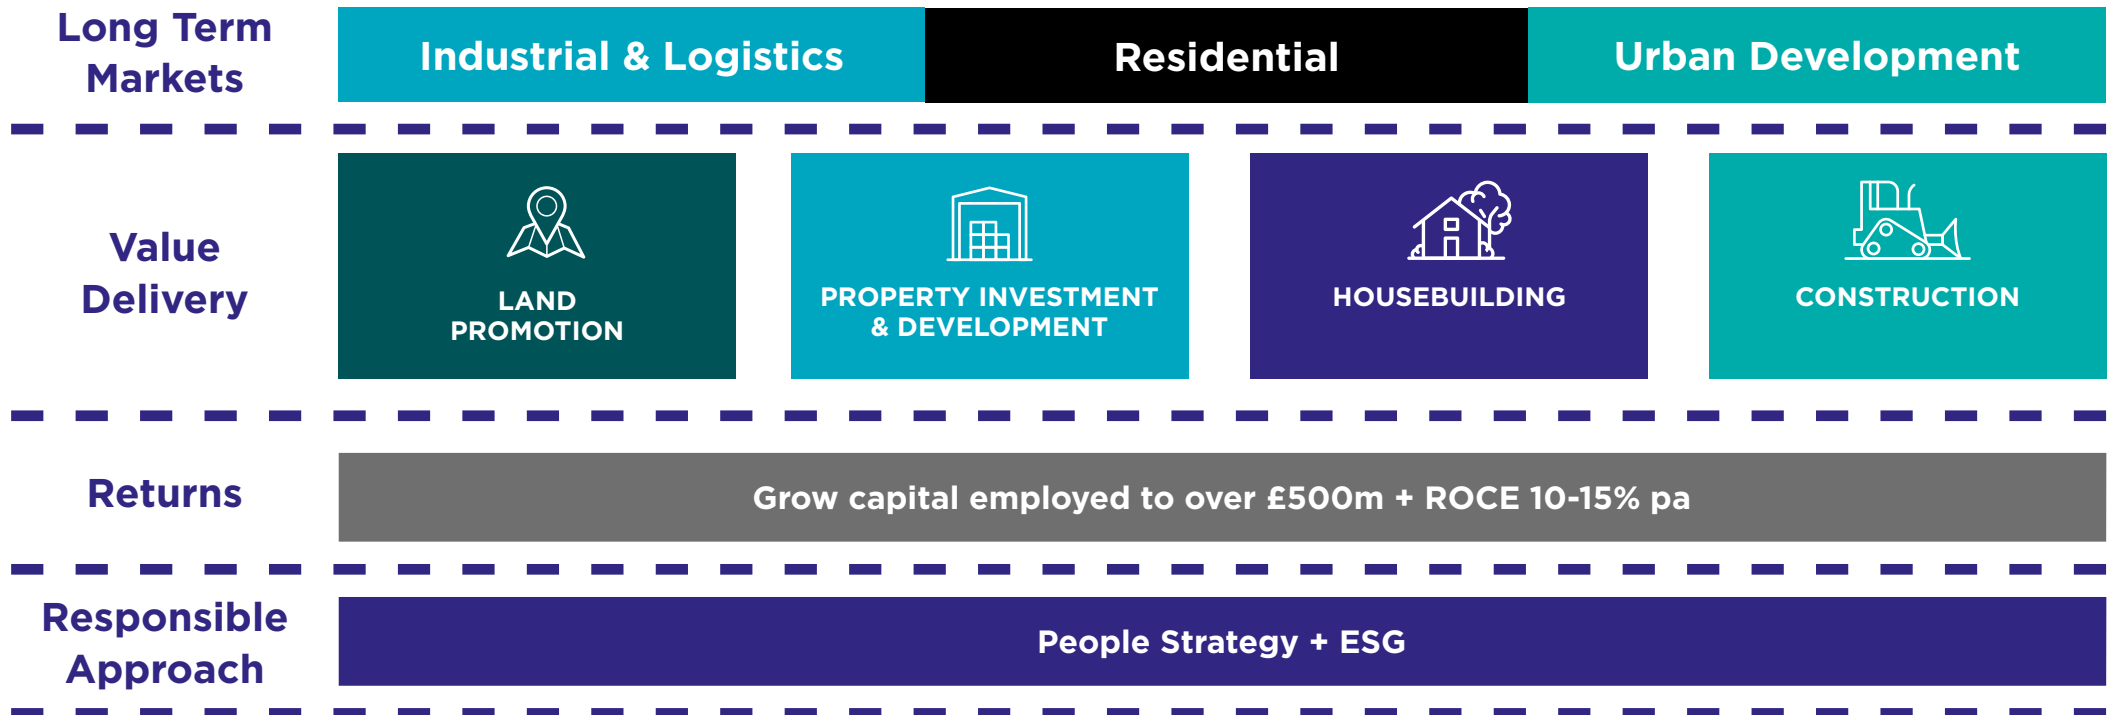 Long Term
Markets
Industrial & Logistics
Residential
Urban Development
Value
Delivery
LAND
PROMOTION
PROPERTY INVESTMENT
& DEVELOPMENT
HOUSEBUILDING
CONSTRUCTION
Returns
Grow capital employed to over £500m + ROCE 10-15% pa
Responsible
Approach
People Strategy + ESG